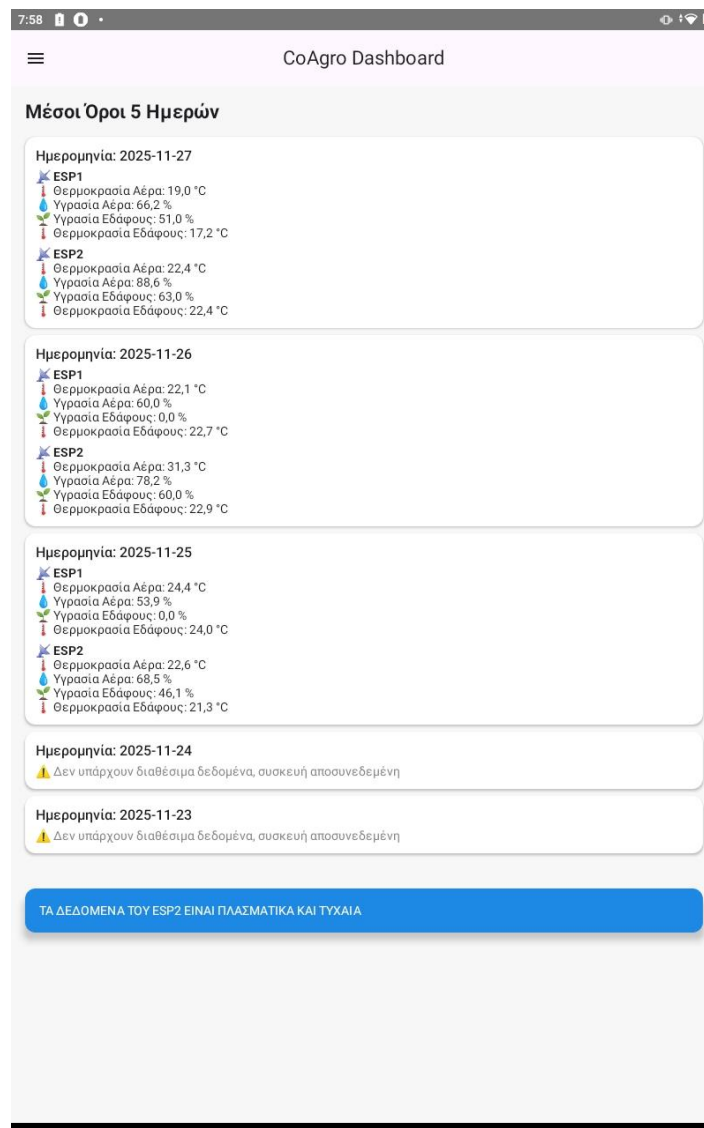 7:58
CoAgro Dashboard
Μέσοι Όροι 5 Ημερών
Ημερομηνία: 2025-11-27
ESP1
Θερμοκρασία Αέρα: 19,0 °C
Υγρασία Αέρα: 66,2 %
Υγρασία Εδάφους: 51,0 %
Θερμοκρασία Εδάφους: 17,2 °C
ESP2
Θερμοκρασία Αέρα: 22,4 °C
Υγρασία Αέρα: 88,6 %
Υγρασία Εδάφους: 63,0 %
Θερμοκρασία Εδάφους: 22,4 °C
Ημερομηνία: 2025-11-26
ESP1
Θερμοκρασία Αέρα: 22,1 °C
Υγρασία Αέρα: 60,0 %
Υγρασία Εδάφους: 0,0 %
Θερμοκρασία Εδάφους: 22,7 °C
ESP2
Θερμοκρασία Αέρα: 31,3 °C
Υγρασία Αέρα: 78,2 %
Υγρασία Εδάφους: 60,0 %
Θερμοκρασία Εδάφους: 22,9 °C
Ημερομηνία: 2025-11-25
ESP1
Θερμοκρασία Αέρα: 24,4 °C
Υγρασία Αέρα: 53,9 %
Υγρασία Εδάφους: 0,0 %
Θερμοκρασία Εδάφους: 24,0 °C
ESP2
Θερμοκρασία Αέρα: 22,6 °C
Υγρασία Αέρα: 68,5 %
Υγρασία Εδάφους: 46,1 %
Θερμοκρασία Εδάφους: 21,3 °C
Ημερομηνία: 2025-11-24
Δεν υπάρχουν διαθέσιμα δεδομένα, συσκευή αποσυνεδεμένη
Ημερομηνία: 2025-11-23
Δεν υπάρχουν διαθέσιμα δεδομένα, συσκευή αποσυνεδεμένη
ΤΑ ΔΕΔΟΜΕΝΑ ΤΟΥ ESP2 ΕΙΝΑΙ ΠΛΑΣΜΑΤΙΚΑ ΚΑΙ ΤΥΧΑΙΑ